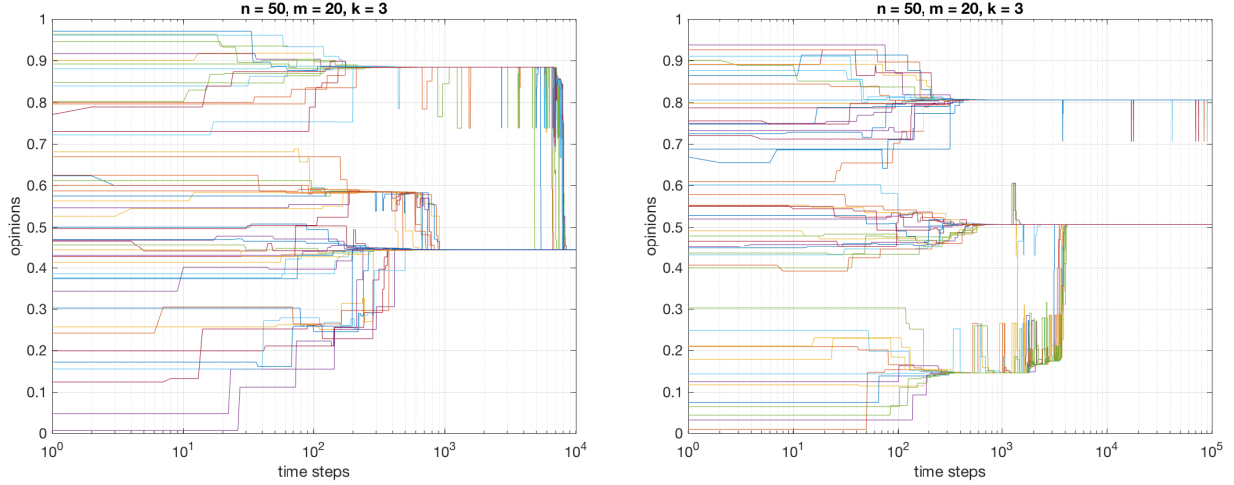 n = 50, m = 20, k = 3
opinions
1
0.9
0.8
0.7
0.6
0.5
0.4
0.3
0.2
0.1
0
10^0 10^1 10^2 10^3 10^4
time steps
n = 50, m = 20, k = 3
opinions
1
0.9
0.8
0.7
0.6
0.5
0.4
0.3
0.2
0.1
0
10^0 10^1 10^2 10^3 10^4 10^5
time steps